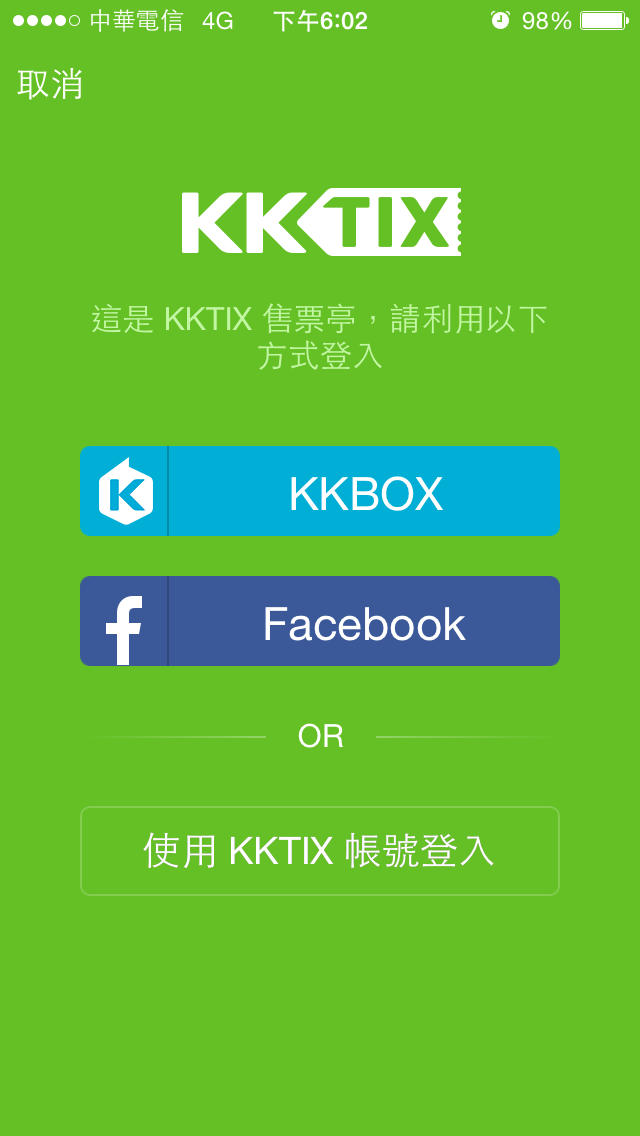 中華電信 4G 下午6:02 98%
取消
KKTIX
這是 KKTIX 售票亭，請利用以下
方式登入
KKBOX
Facebook
OR
使用 KKTIX 帳號登入